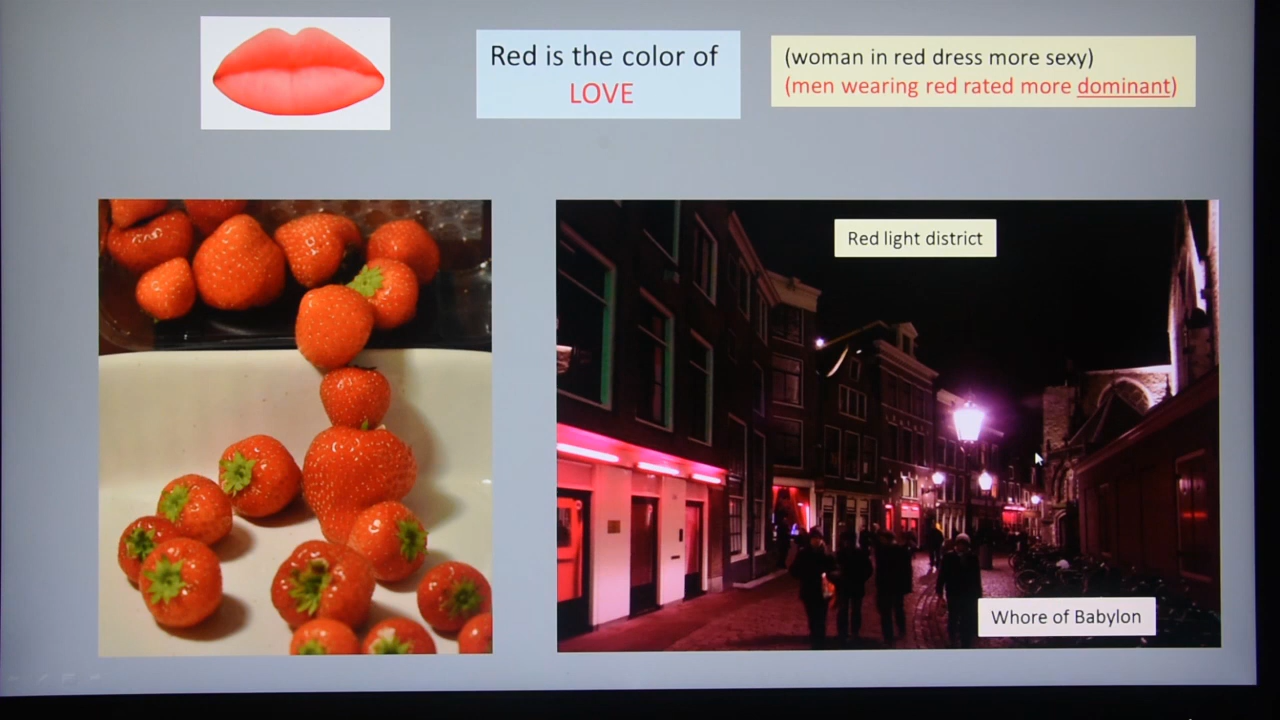 Red is the color of
LOVE
(woman in red dress more sexy)
(men wearing red rated more dominant)
Red light district
Whore of Babylon